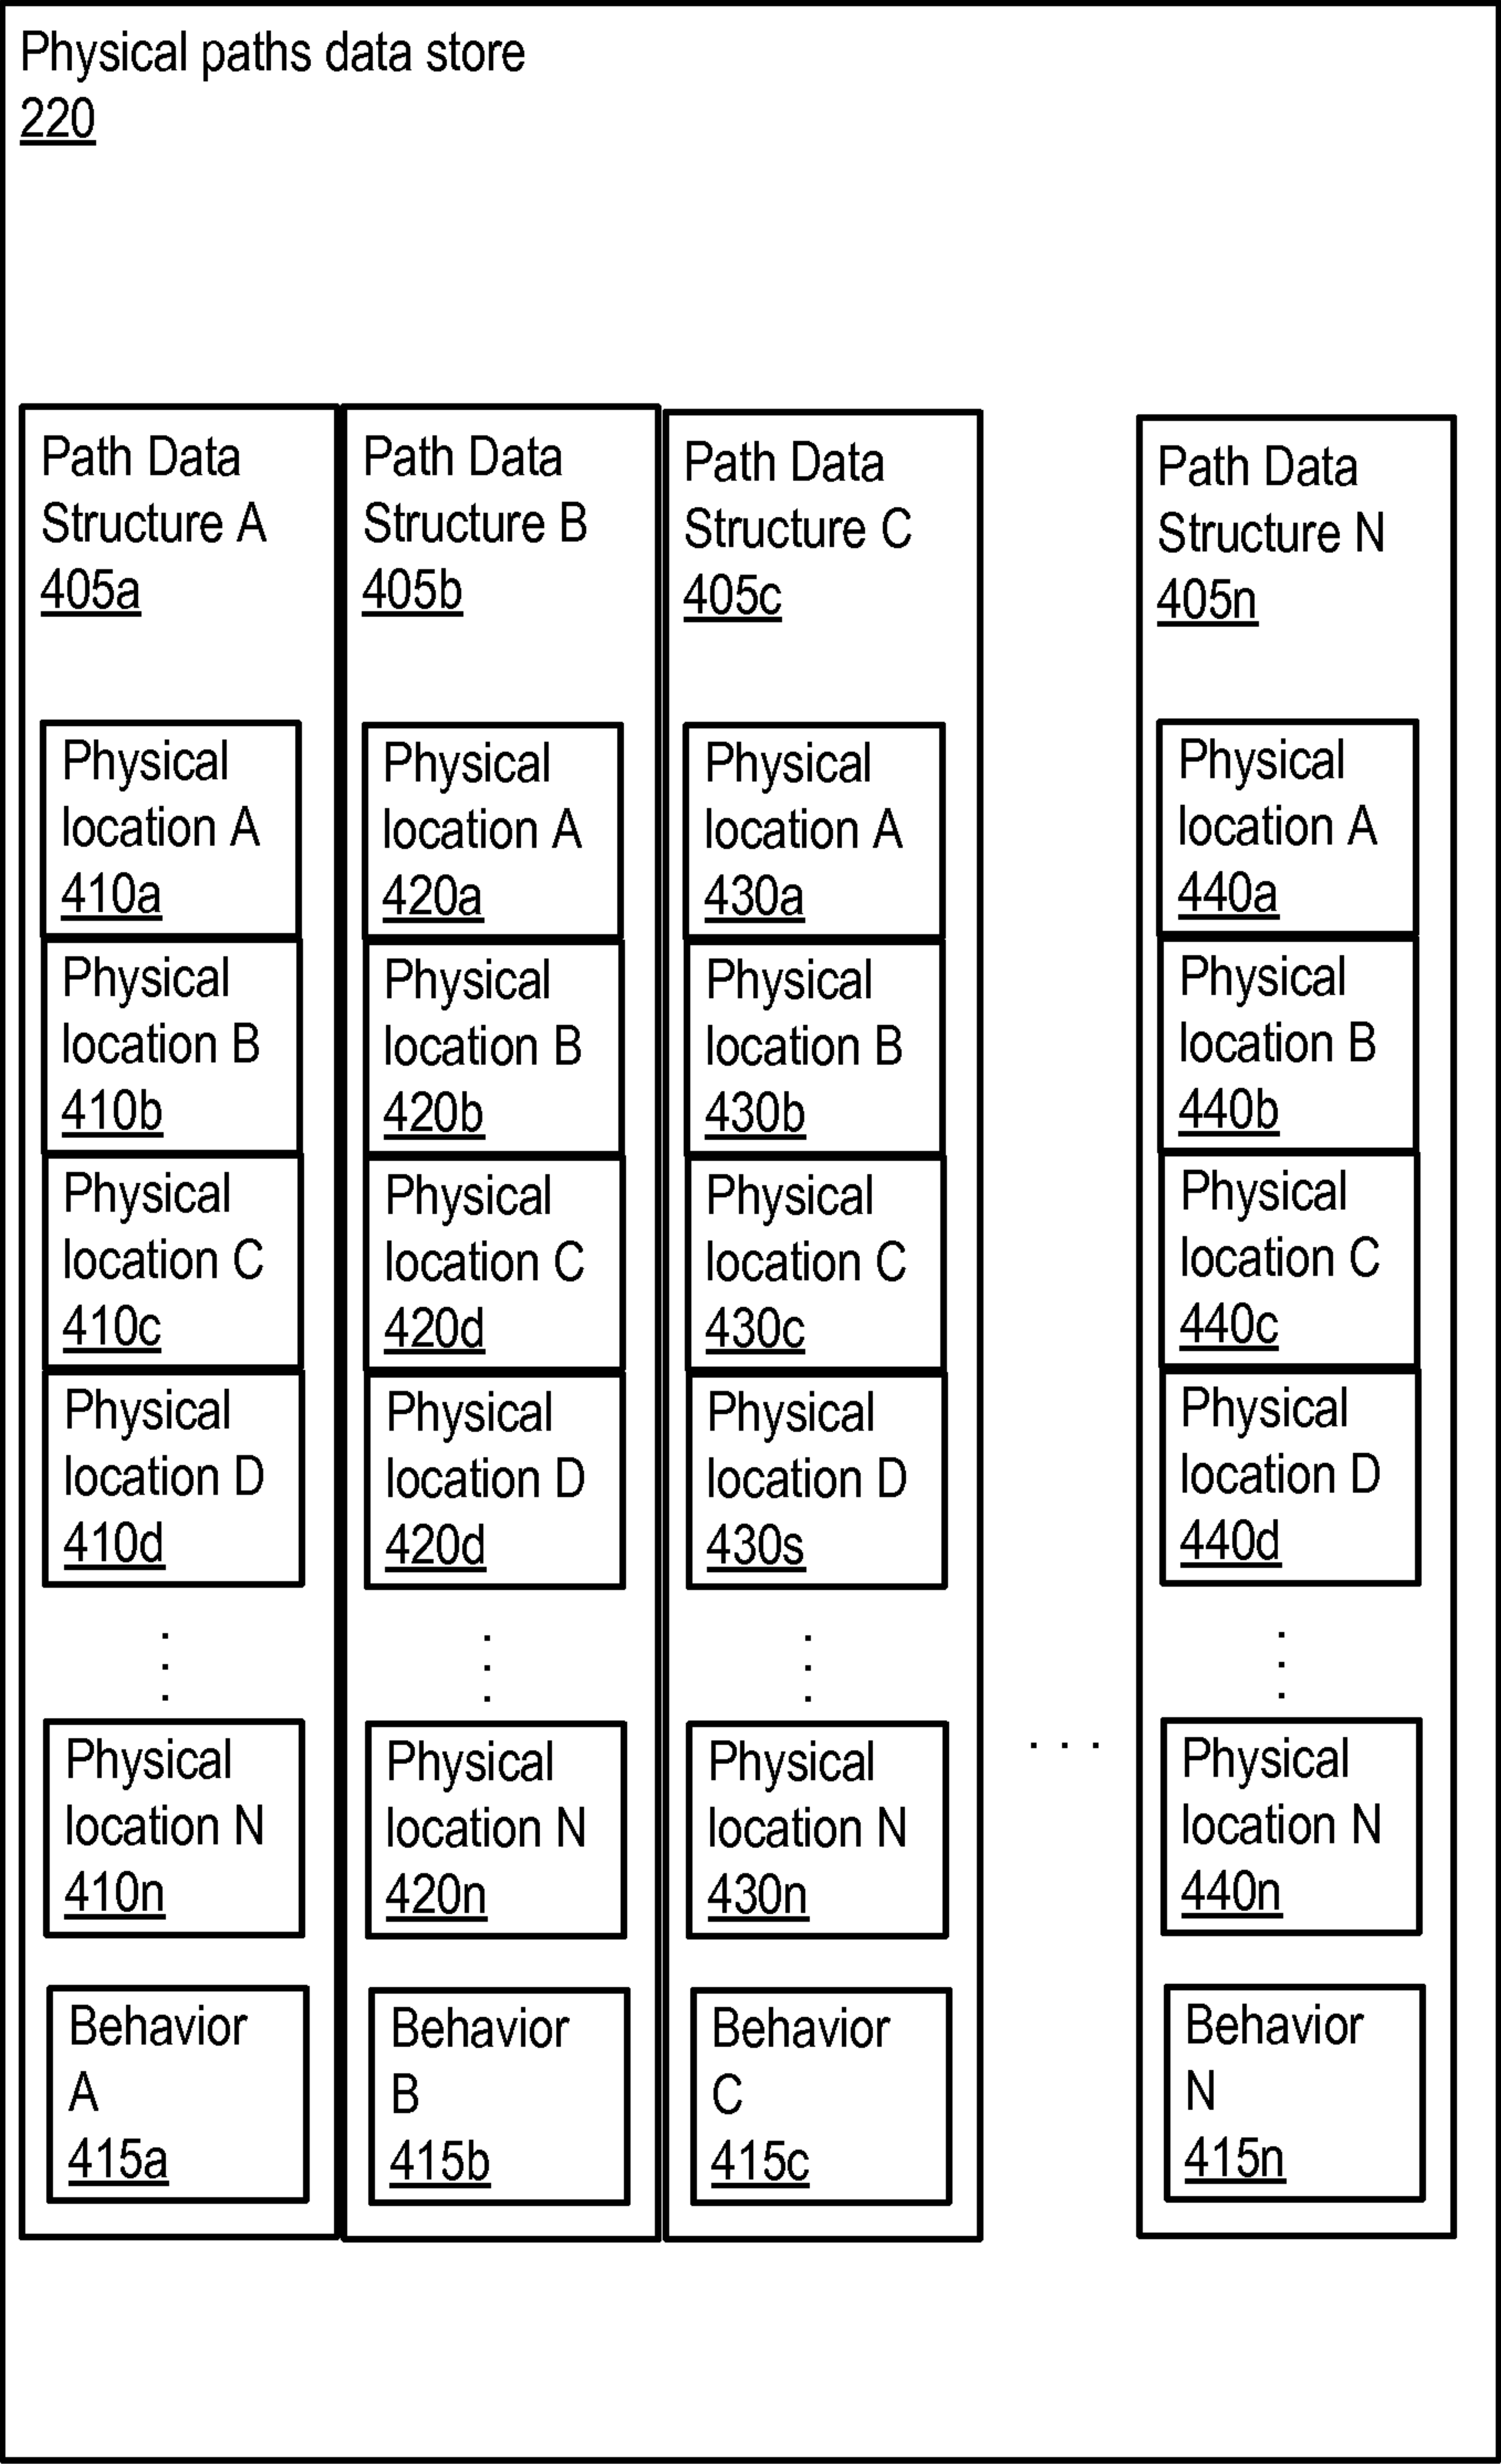 Physical paths data store
220
Path Data
Structure A
405a
Physical
location A
410a
Physical
location B
410b
Physical
location C
410c
Physical
location D
410d
Physical
location N
410n
Behavior
A
415a
Path Data
Structure B
405b
Physical
location A
420a
Physical
location B
420b
Physical
location C
420d
Physical
location D
420d
Physical
location N
420n
Behavior
B
415b
Path Data
Structure C
405c
Physical
location A
430a
Physical
location B
430b
Physical
location C
430c
Physical
location D
430s
Physical
location N
430n
Behavior
C
415c
. . .
Path Data
Structure N
405n
Physical
location A
440a
Physical
location B
440b
Physical
location C
440c
Physical
location D
440d
Physical
location N
440n
Behavior
N
415n